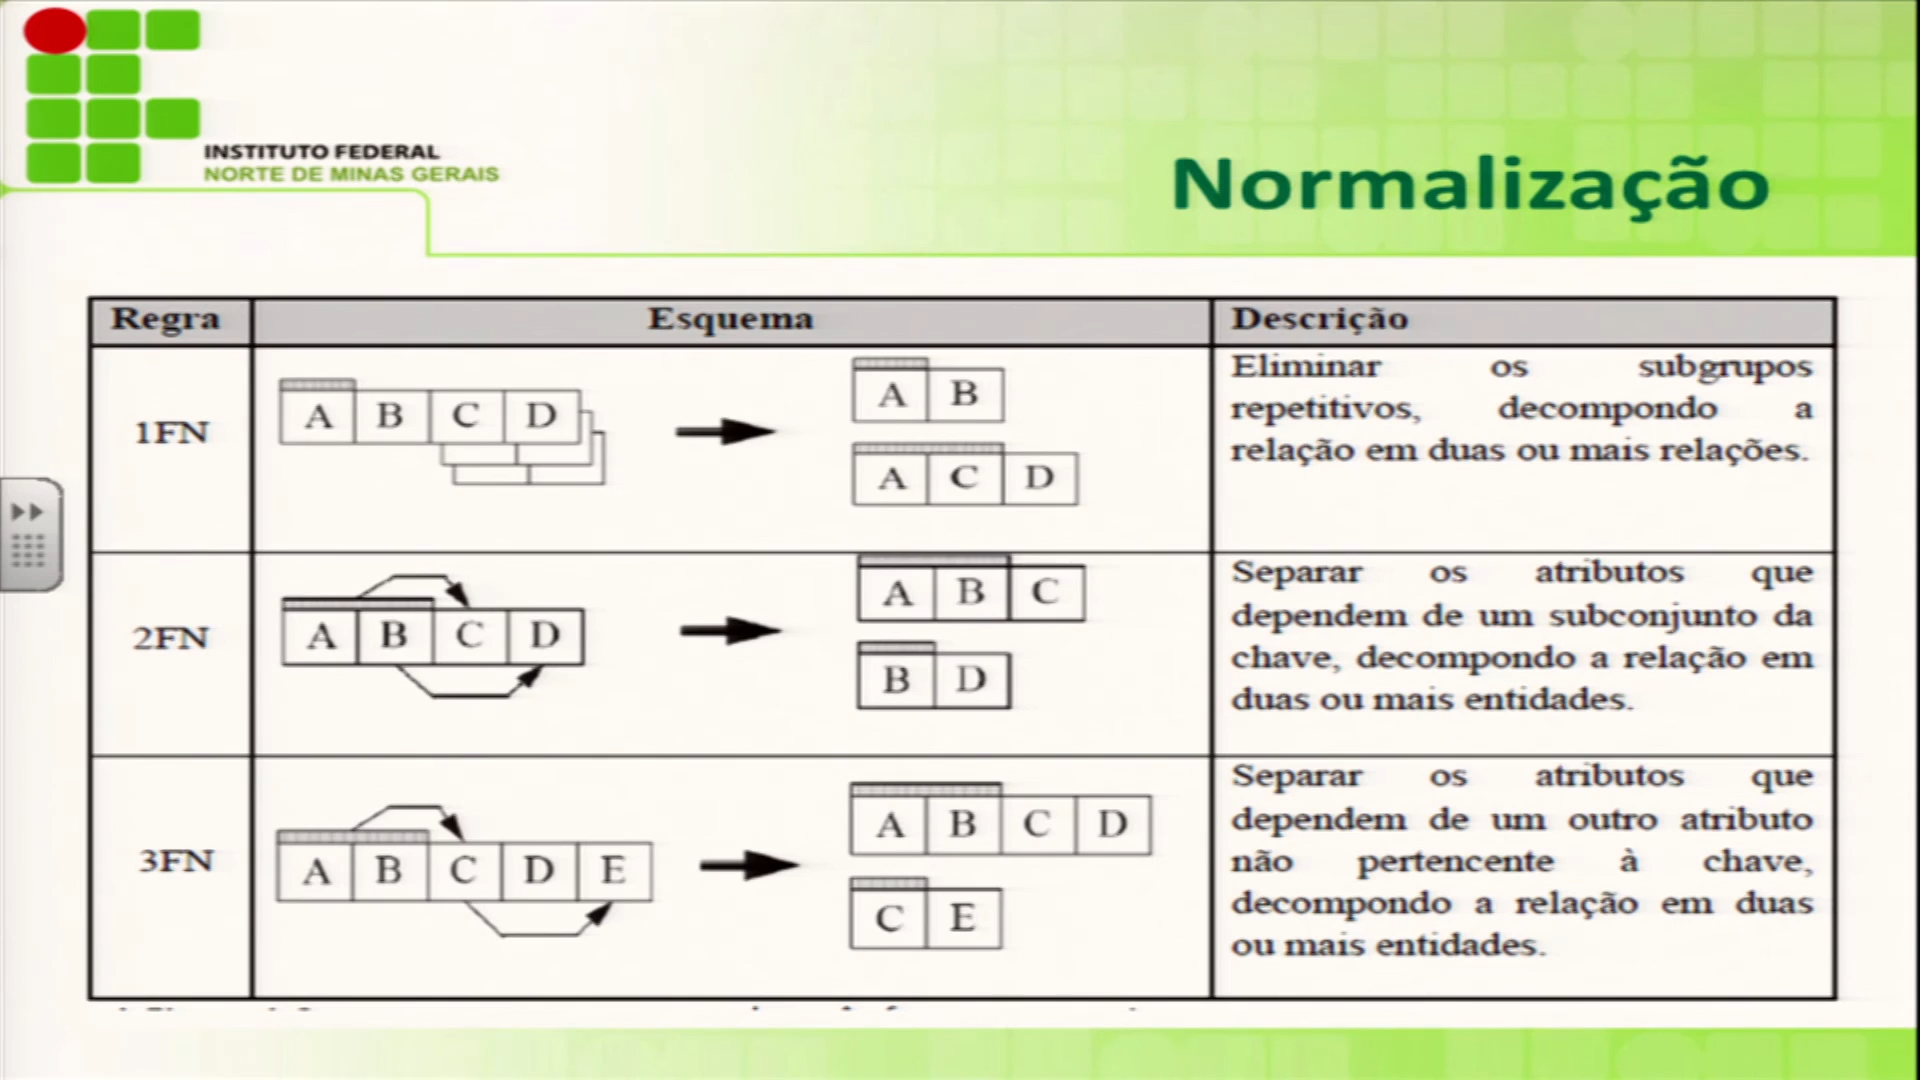 INSTITUTO FEDERAL
NORTE DE MINAS GERAIS
Normalização
Regra Esquema Descrição
1FN
A B C D
A B
A C D
Eliminar os subgrupos
repetitivos, decompondo a
relação em duas ou mais relações.
2FN
A B C D
A B C
B D
Separar os atributos que
dependem de um subconjunto da
chave, decompondo a relação em
duas ou mais entidades.
3FN
A B C D E
A B C D
C E
Separar os atributos que
dependem de um outro atributo
não pertencente à chave,
decompondo a relação em duas
ou mais entidades.